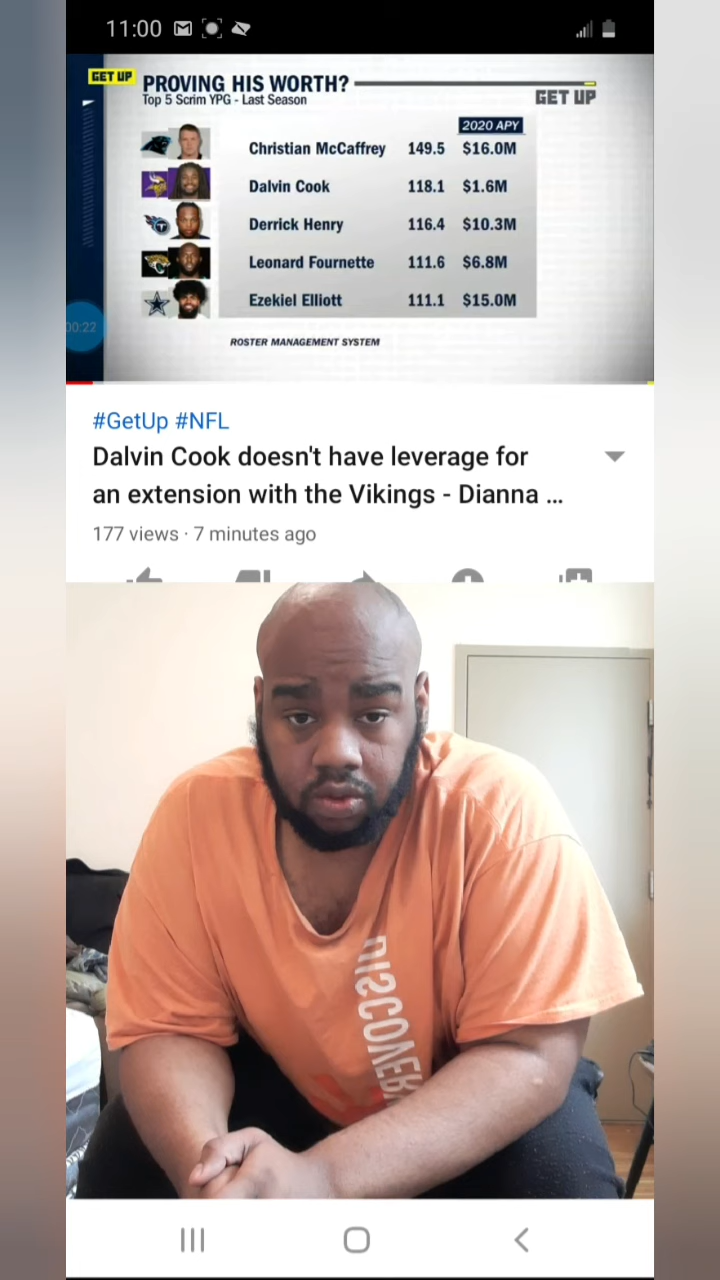 11:00
GET UP
PROVING HIS WORTH?
Top 5 Scrim YPG - Last Season
GET UP
2020 APY
Christian McCaffrey 149.5 $16.0M
Dalvin Cook 118.1 $1.6M
Derrick Henry 116.4 $10.3M
Leonard Fournette 111.6 $6.8M
Ezekiel Elliott 111.1 $15.0M
00:22
ROSTER MANAGEMENT SYSTEM
#GetUp #NFL
Dalvin Cook doesn't have leverage for
an extension with the Vikings - Dianna ...
177 views · 7 minutes ago
DISCOVER